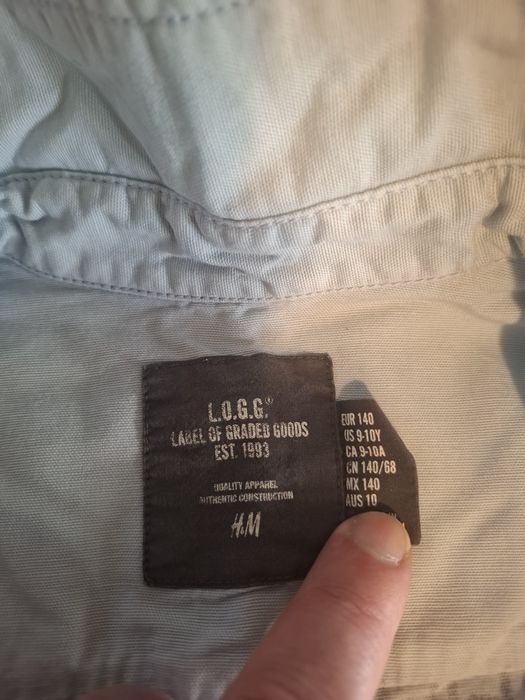 L.O.G.G.®
LABEL OF GRADED GOODS
EST. 1993
QUALITY APPAREL
AUTHENTIC CONSTRUCTION
H&M
EUR 140
US 9-10Y
CA 9-10A
CN 140/68
MX 140
AUS 10